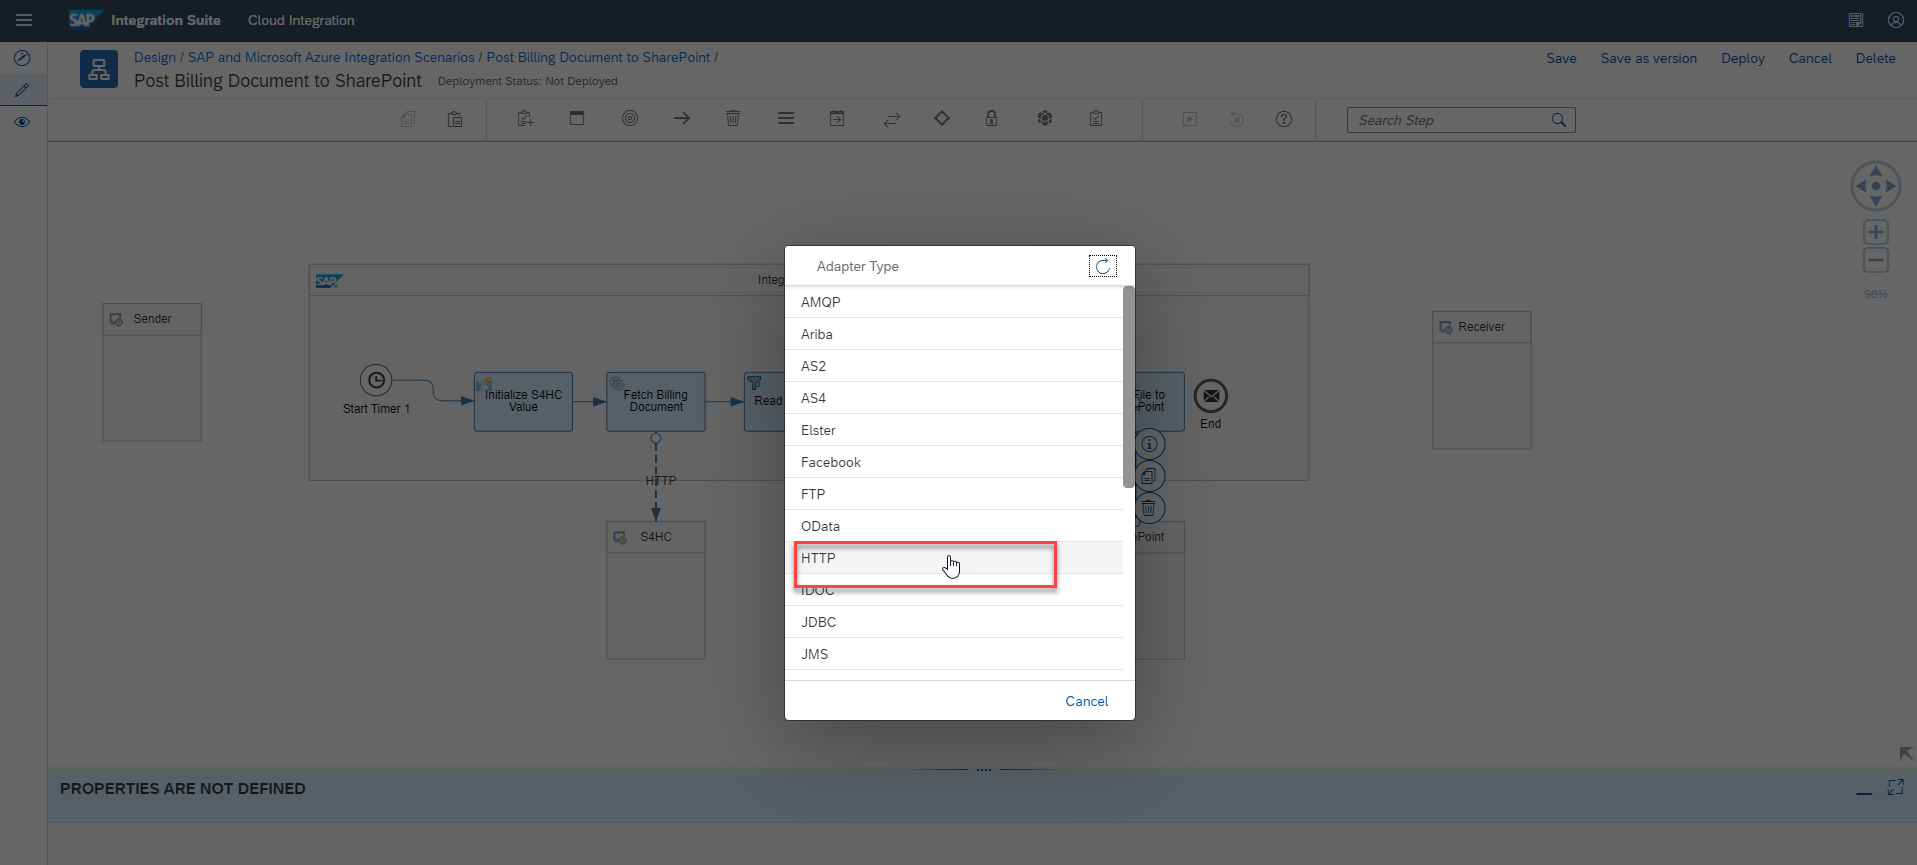 SAP Integration Suite Cloud Integration
Design / SAP and Microsoft Azure Integration Scenarios / Post Billing Document to SharePoint /
Post Billing Document to SharePoint Deployment Status: Not Deployed
Save Save as version Deploy Cancel Delete
Search Step
98%
SAP
Integ
Sender
Receiver
Start Timer 1
Initialize S4HC
Value
Fetch Billing
Document
Read
File to
ePoint
End
HTTP
S4HC
ePoint
Adapter Type
AMQP
Ariba
AS2
AS4
Elster
Facebook
FTP
OData
HTTP
IDOC
JDBC
JMS
Cancel
PROPERTIES ARE NOT DEFINED